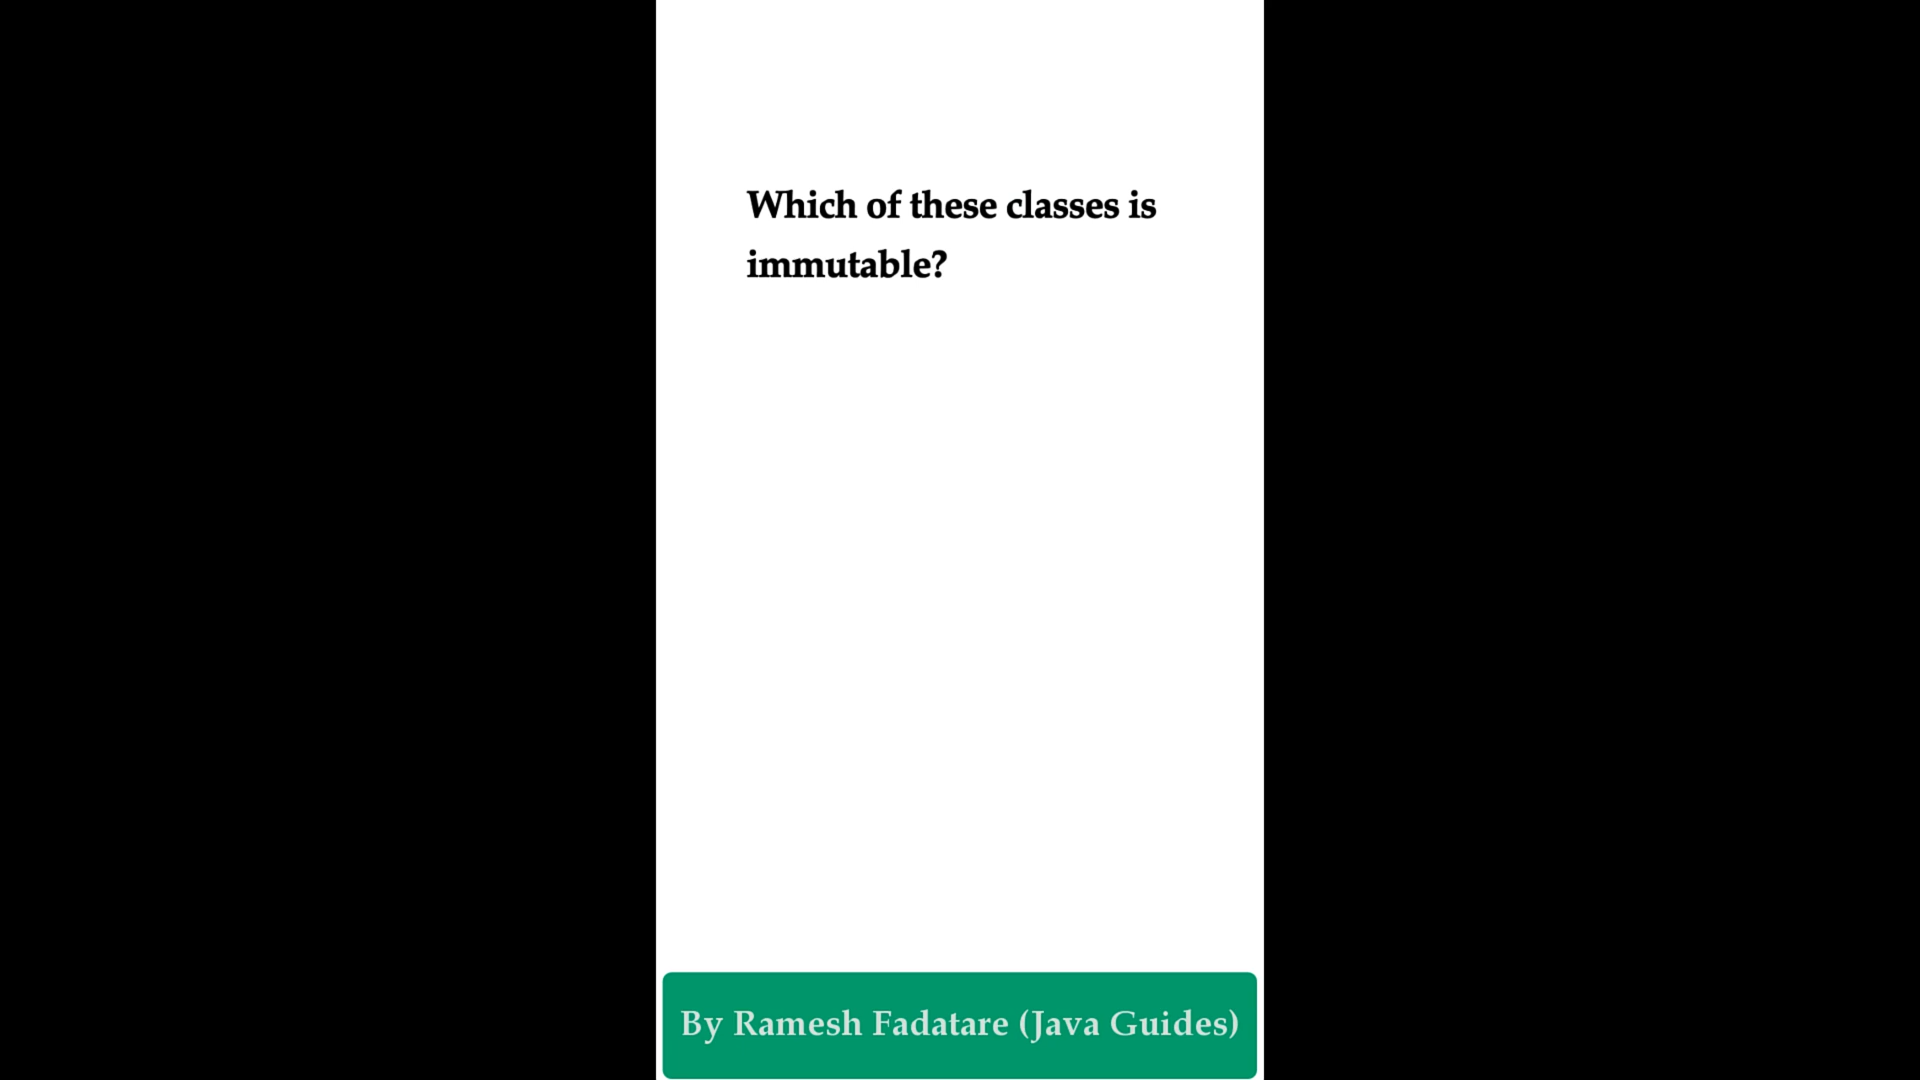 Which of these classes is
immutable?
By Ramesh Fadatare (Java Guides)